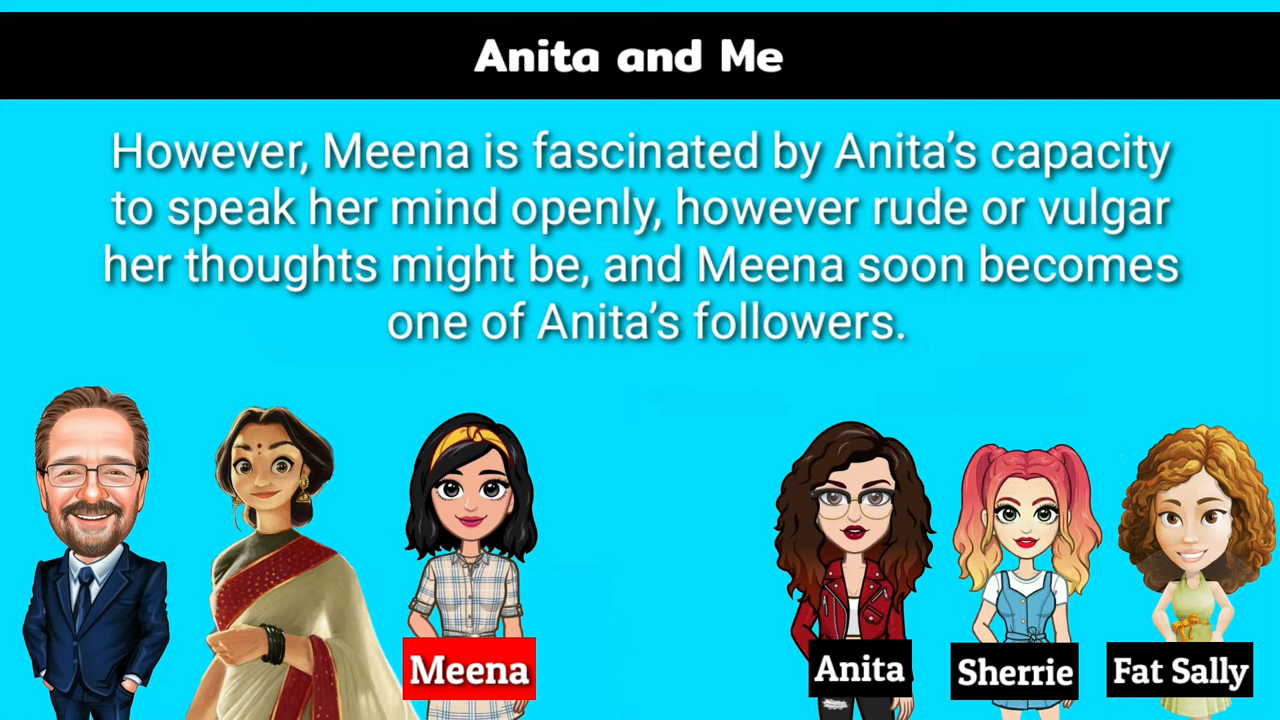 Anita and Me
However, Meena is fascinated by Anita’s capacity
to speak her mind openly, however rude or vulgar
her thoughts might be, and Meena soon becomes
one of Anita’s followers.
Meena
Anita
Sherrie
Fat Sally